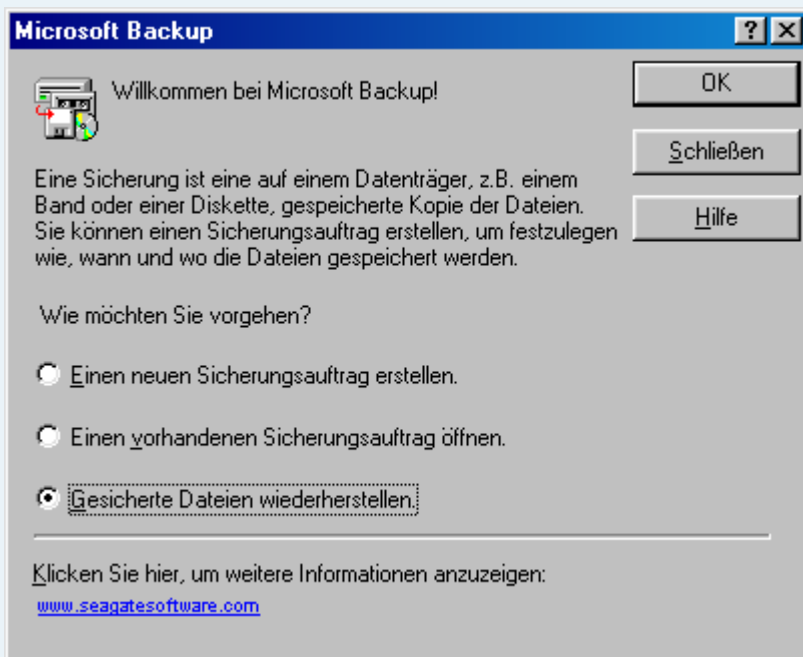 Microsoft Backup
Willkommen bei Microsoft Backup!
OK
Schließen
Hilfe
Eine Sicherung ist eine auf einem Datenträger, z.B. einem
Band oder einer Diskette, gespeicherte Kopie der Dateien.
Sie können einen Sicherungsauftrag erstellen, um festzulegen
wie, wann und wo die Dateien gespeichert werden.
Wie möchten Sie vorgehen?
Einen neuen Sicherungsauftrag erstellen.
Einen vorhandenen Sicherungsauftrag öffnen.
Gesicherte Dateien wiederherstellen.
Klicken Sie hier, um weitere Informationen anzuzeigen:
www.seagatesoftware.com